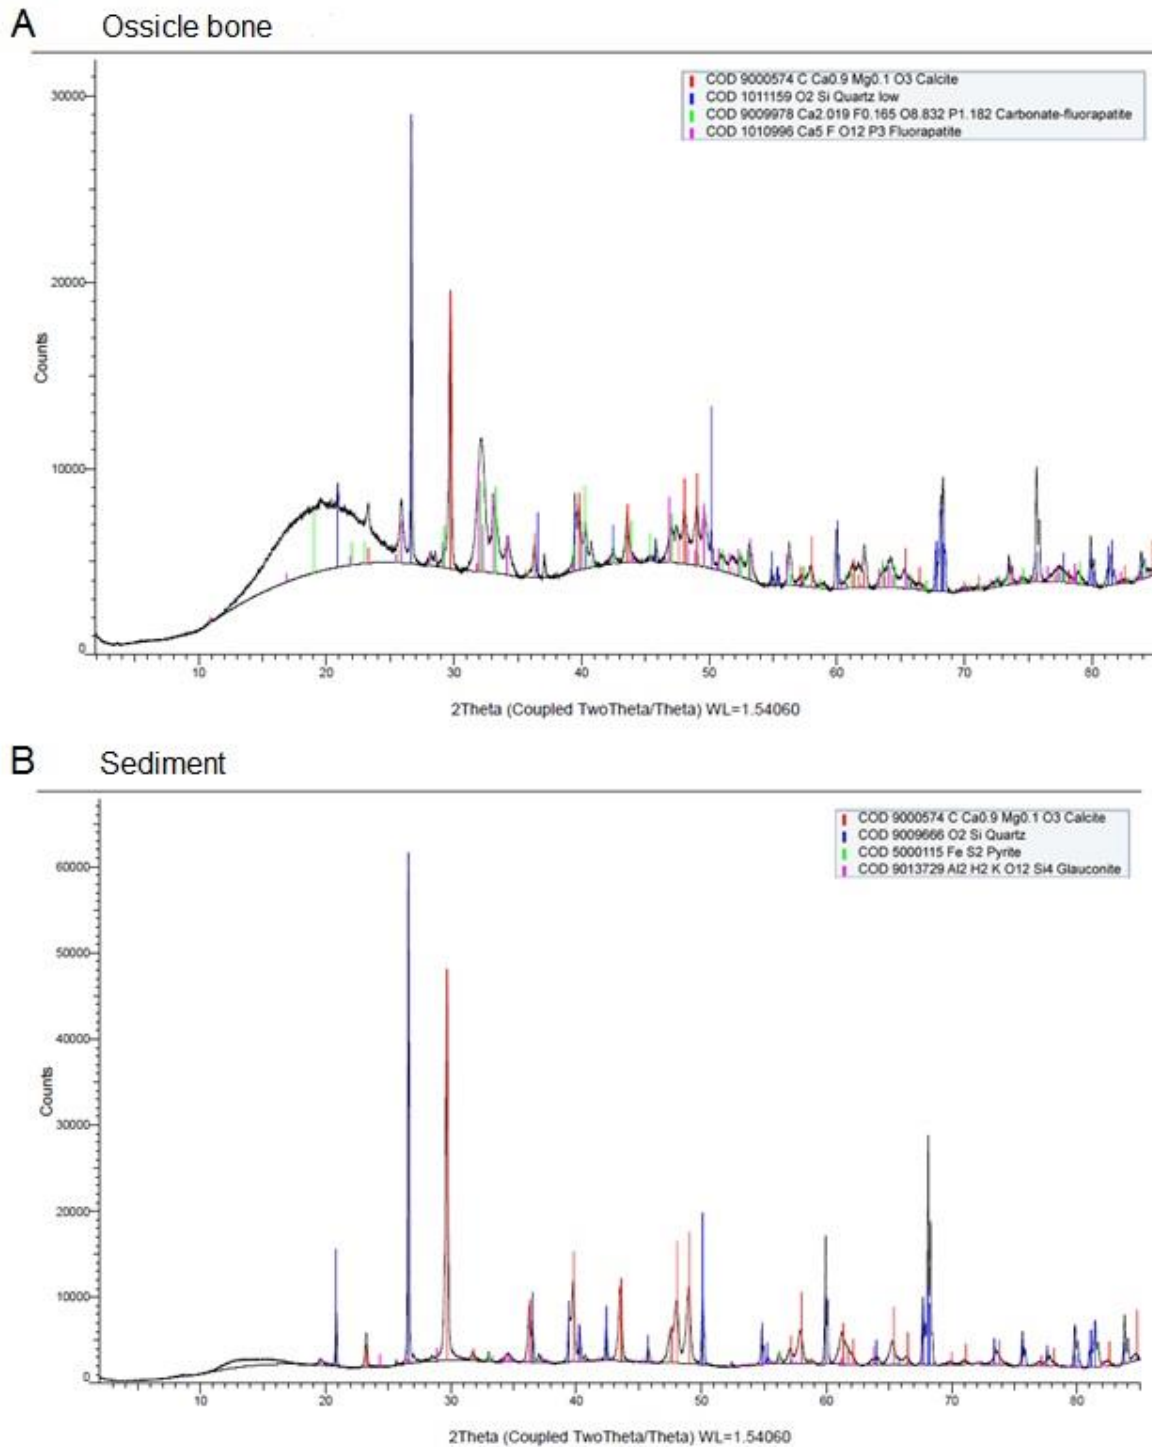 A Ossicle bone
COD 9000574 C Ca0.9 Mg0.1 O3 Calcite
COD 1011159 O2 Si Quartz low
COD 9009978 Ca2.019 F0.165 O8.832 P1.182 Carbonate-fluorapatite
COD 1010996 Ca5 F O12 P3 Fluorapatite
30000
20000
Counts
10000
0
10 20 30 40 50 60 70 80
2Theta (Coupled TwoTheta/Theta) WL=1.54060
B Sediment
COD 9000574 C Ca0.9 Mg0.1 O3 Calcite
COD 9009666 O2 Si Quartz
COD 5000115 Fe S2 Pyrite
COD 9013729 Al2 H2 K O12 Si4 Glauconite
60000
50000
40000
Counts
30000
20000
10000
0
10 20 30 40 50 60 70 80
2Theta (Coupled TwoTheta/Theta) WL=1.54060